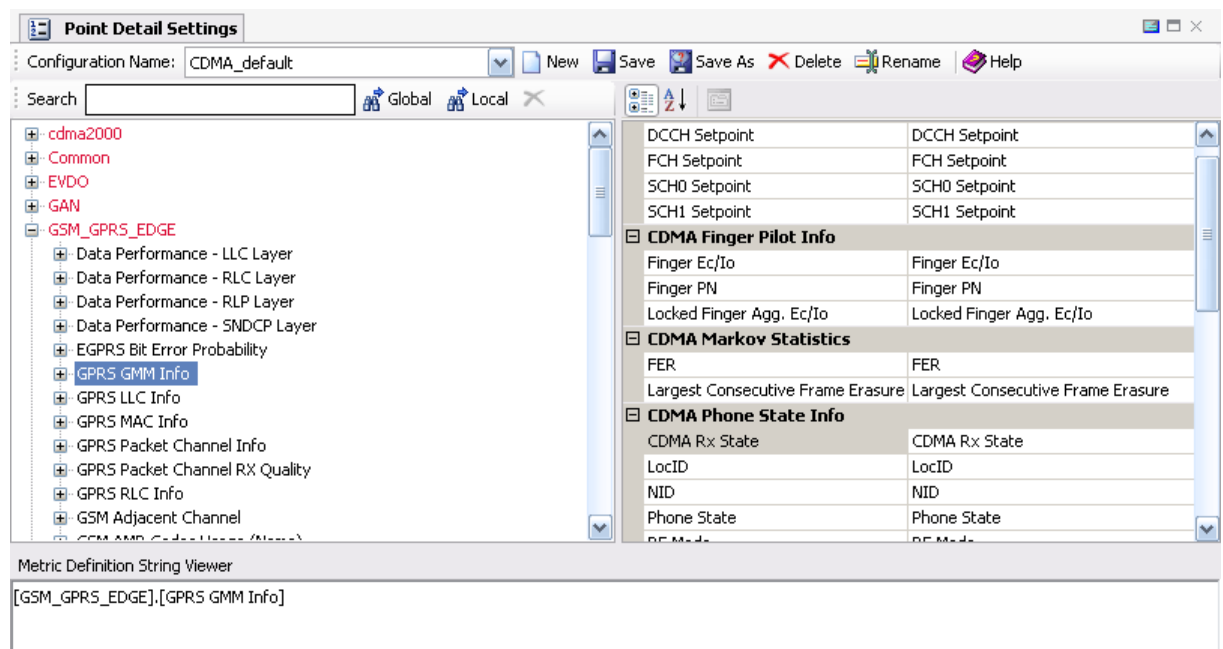 Point Detail Settings
Configuration Name: CDMA_default New Save Save As Delete Rename Help
Search Global Local
cdma2000
Common
EVDO
GAN
GSM_GPRS_EDGE
Data Performance - LLC Layer
Data Performance - RLC Layer
Data Performance - RLP Layer
Data Performance - SNDCP Layer
EGPRS Bit Error Probability
GPRS GMM Info
GPRS LLC Info
GPRS MAC Info
GPRS Packet Channel Info
GPRS Packet Channel RX Quality
GPRS RLC Info
GSM Adjacent Channel
DCCH Setpoint DCCH Setpoint
FCH Setpoint FCH Setpoint
SCH0 Setpoint SCH0 Setpoint
SCH1 Setpoint SCH1 Setpoint
CDMA Finger Pilot Info
Finger Ec/Io Finger Ec/Io
Finger PN Finger PN
Locked Finger Agg. Ec/Io Locked Finger Agg. Ec/Io
CDMA Markov Statistics
FER FER
Largest Consecutive Frame Erasure Largest Consecutive Frame Erasure
CDMA Phone State Info
CDMA Rx State CDMA Rx State
LocID LocID
NID NID
Phone State Phone State
Metric Definition String Viewer
[GSM_GPRS_EDGE].[GPRS GMM Info]